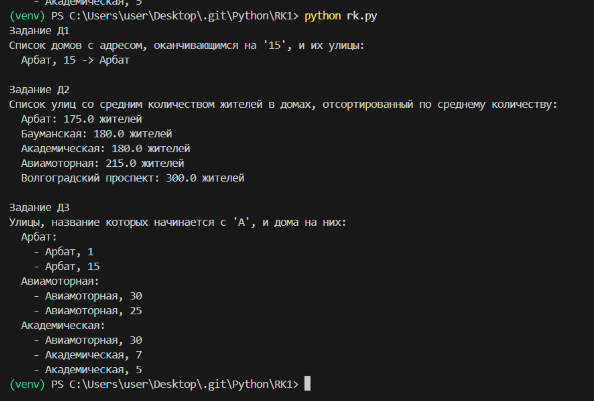 - Академическая, 5
(venv) PS C:\Users\user\Desktop\.git\Python\RK1> python rk.py
Задание Д1
Список домов с адресом, оканчивающимся на '15', и их улицы:
Арбат, 15 -> Арбат
Задание Д2
Список улиц со средним количеством жителей в домах, отсортированный по среднему количеству:
Арбат: 175.0 жителей
Бауманская: 180.0 жителей
Академическая: 180.0 жителей
Авиамоторная: 215.0 жителей
Волгоградский проспект: 300.0 жителей
Задание Д3
Улицы, название которых начинается с 'А', и дома на них:
Арбат:
- Арбат, 1
- Арбат, 15
Авиамоторная:
- Авиамоторная, 30
- Авиамоторная, 25
Академическая:
- Авиамоторная, 30
- Академическая, 7
- Академическая, 5
(venv) PS C:\Users\user\Desktop\.git\Python\RK1>